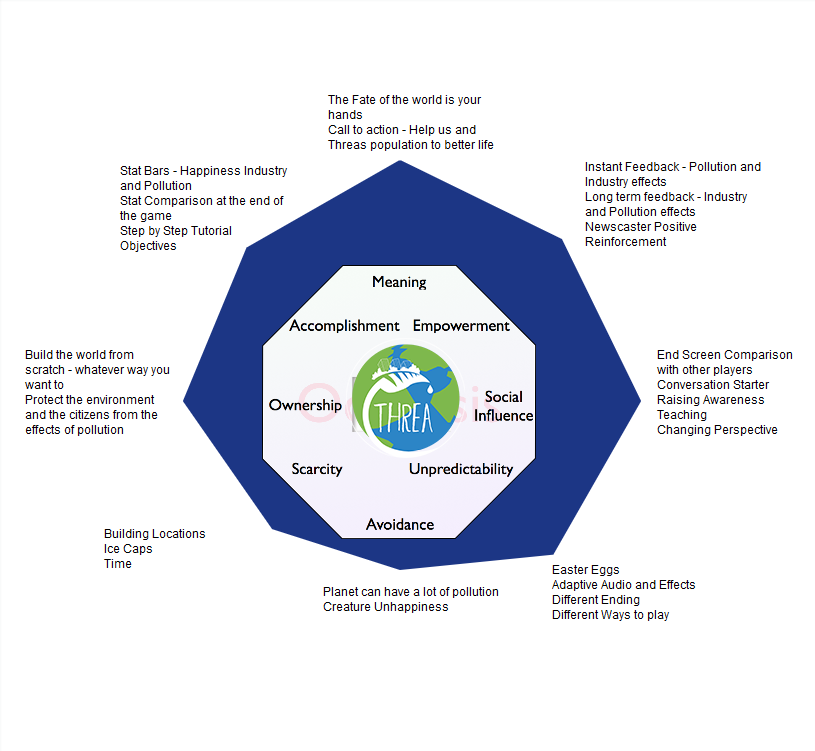 The Fate of the world is your
hands
Call to action - Help us and
Threas population to better life
Stat Bars - Happiness Industry
and Pollution
Stat Comparison at the end of
the game
Step by Step Tutorial
Objectives
Instant Feedback - Pollution and
Industry effects
Long term feedback - Industry
and Pollution effects
Newscaster Positive
Reinforcement
Meaning
Accomplishment
Empowerment
Build the world from
scratch - whatever way you
want to
Protect the environment
and the citizens from the
effects of pollution
Ownership
THREA
Social
Influence
End Screen Comparison
with other players
Conversation Starter
Raising Awareness
Teaching
Changing Perspective
Scarcity
Unpredictability
Avoidance
Building Locations
Ice Caps
Time
Planet can have a lot of pollution
Creature Unhappiness
Easter Eggs
Adaptive Audio and Effects
Different Ending
Different Ways to play